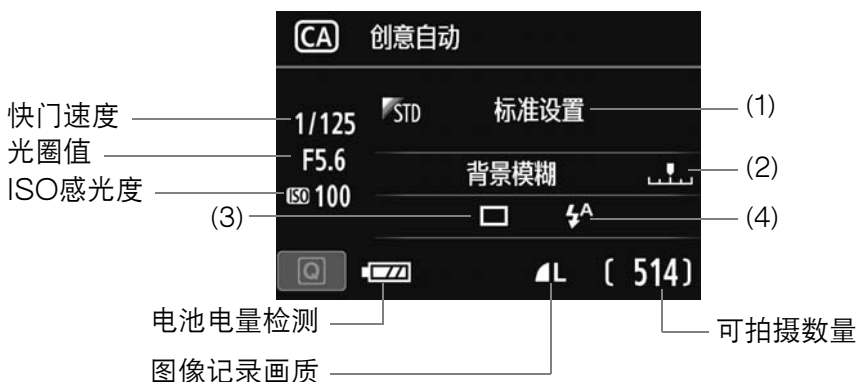 CA 创意自动
快门速度
1/125
STD 标准设置
(1)
光圈值
F5.6
背景模糊
(2)
ISO感光度
ISO 100
(3)
A
(4)
Q
L
[ 514]
电池电量检测
可拍摄数量
图像记录画质